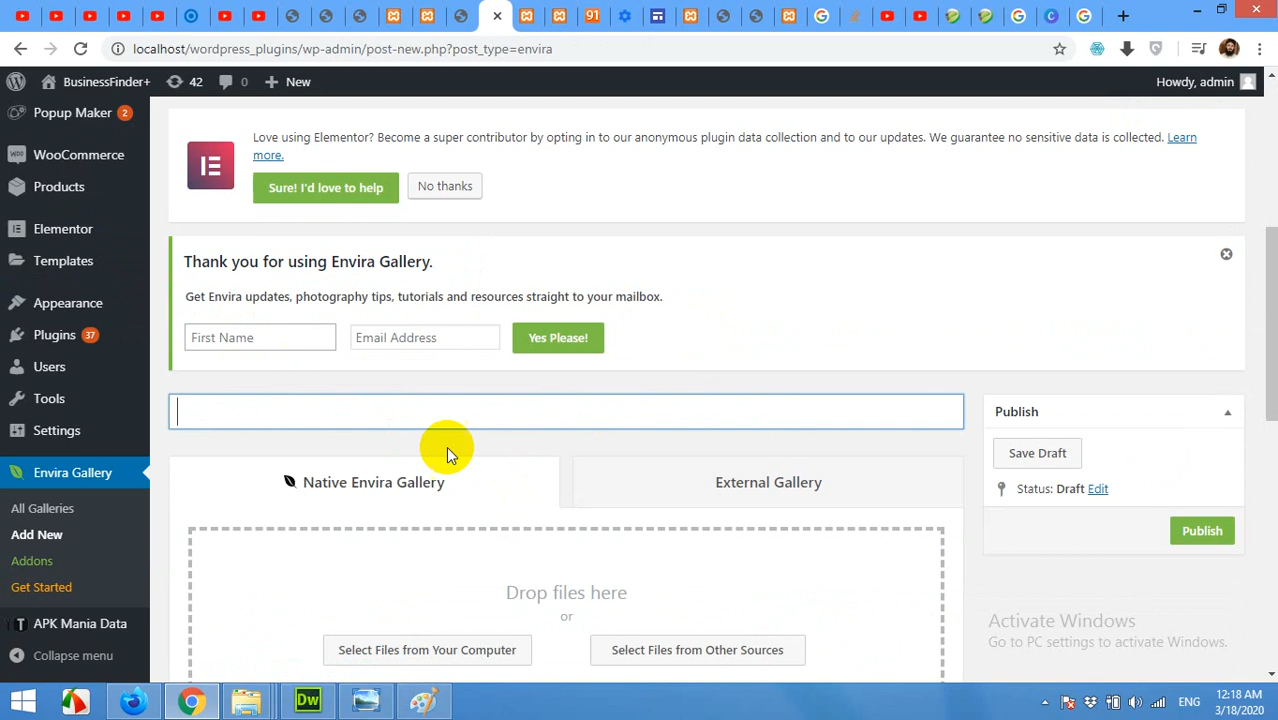 localhost/wordpress_plugins/wp-admin/post-new.php?post_type=envira
BusinessFinder+
42
0
New
Howdy, admin
Popup Maker 2
WooCommerce
Products
Elementor
Templates
Appearance
Plugins 37
Users
Tools
Settings
Envira Gallery
All Galleries
Add New
Addons
Get Started
APK Mania Data
Collapse menu
Love using Elementor? Become a super contributor by opting in to our anonymous plugin data collection and to our updates. We guarantee no sensitive data is collected. Learn
more.
Sure! I'd love to help
No thanks
Thank you for using Envira Gallery.
Get Envira updates, photography tips, tutorials and resources straight to your mailbox.
First Name
Email Address
Yes Please!
Native Envira Gallery
External Gallery
Drop files here
or
Select Files from Your Computer
Select Files from Other Sources
Publish
Save Draft
Status: Draft Edit
Publish
Activate Windows
Go to PC settings to activate Windows.
Dw
ENG
12:18 AM
3/18/2020